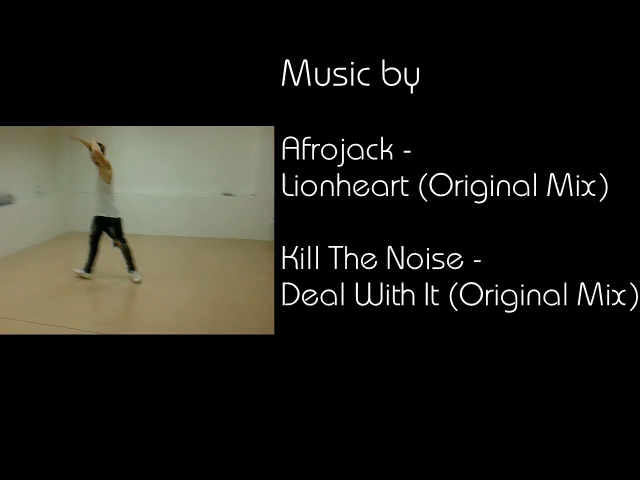 Music by
Afrojack -
Lionheart (Original Mix)
Kill The Noise -
Deal With It (Original Mix)